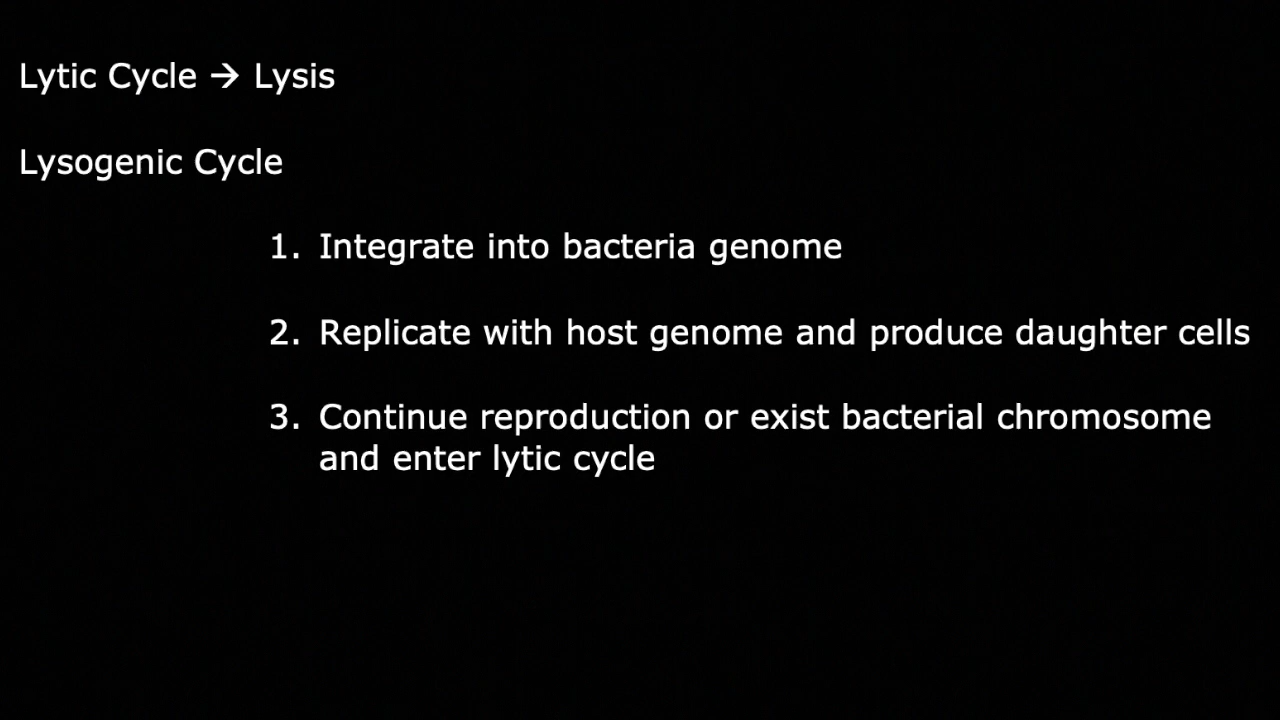 Lytic Cycle → Lysis
Lysogenic Cycle
1. Integrate into bacteria genome
2. Replicate with host genome and produce daughter cells
3. Continue reproduction or exist bacterial chromosome
and enter lytic cycle